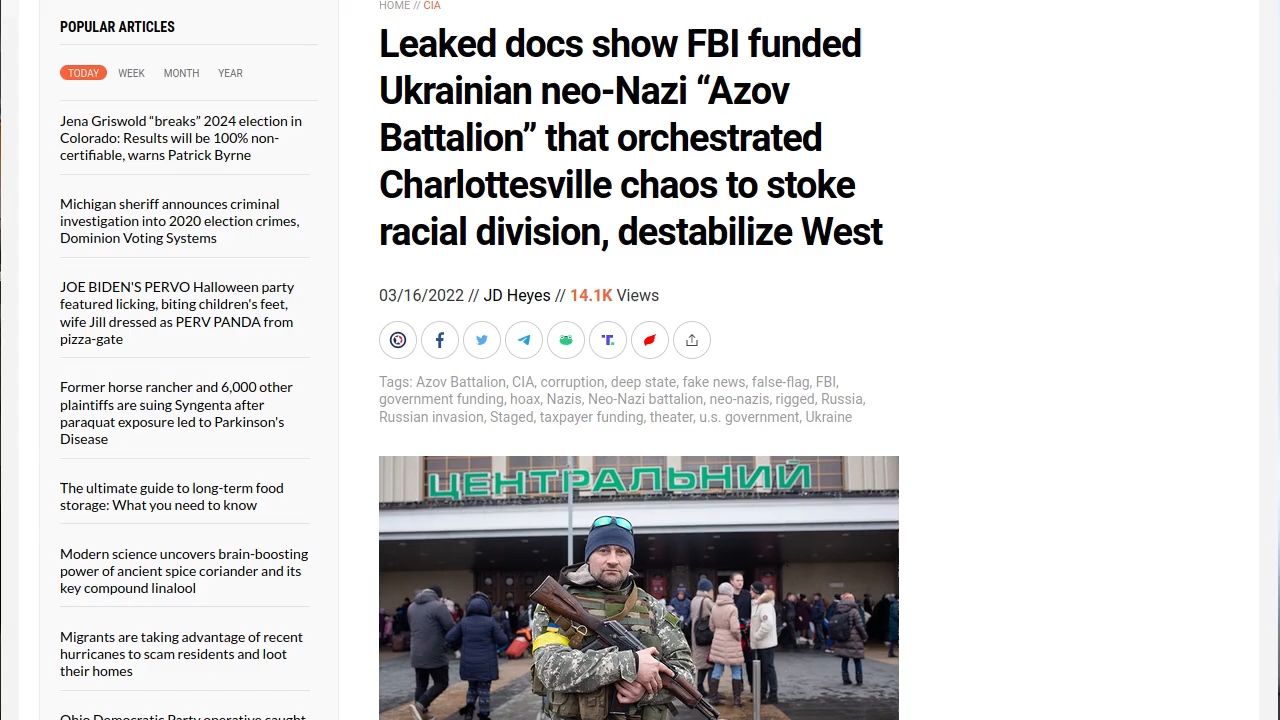 POPULAR ARTICLES
TODAY WEEK MONTH YEAR
Jena Griswold “breaks” 2024 election in
Colorado: Results will be 100% non-
certifiable, warns Patrick Byrne
Michigan sheriff announces criminal
investigation into 2020 election crimes,
Dominion Voting Systems
JOE BIDEN'S PERVO Halloween party
featured licking, biting children's feet,
wife Jill dressed as PERV PANDA from
pizza-gate
Former horse rancher and 6,000 other
plaintiffs are suing Syngenta after
paraquat exposure led to Parkinson's
Disease
The ultimate guide to long-term food
storage: What you need to know
Modern science uncovers brain-boosting
power of ancient spice coriander and its
key compound linalool
Migrants are taking advantage of recent
hurricanes to scam residents and loot
their homes
Ohio Democratic Party operative caught
HOME // CIA
Leaked docs show FBI funded
Ukrainian neo-Nazi “Azov
Battalion” that orchestrated
Charlottesville chaos to stoke
racial division, destabilize West
03/16/2022 // JD Heyes // 14.1K Views
Tags: Azov Battalion, CIA, corruption, deep state, fake news, false-flag, FBI,
government funding, hoax, Nazis, Neo-Nazi battalion, neo-nazis, rigged, Russia,
Russian invasion, Staged, taxpayer funding, theater, u.s. government, Ukraine
ЦЕНТРАЛЬНИЙ